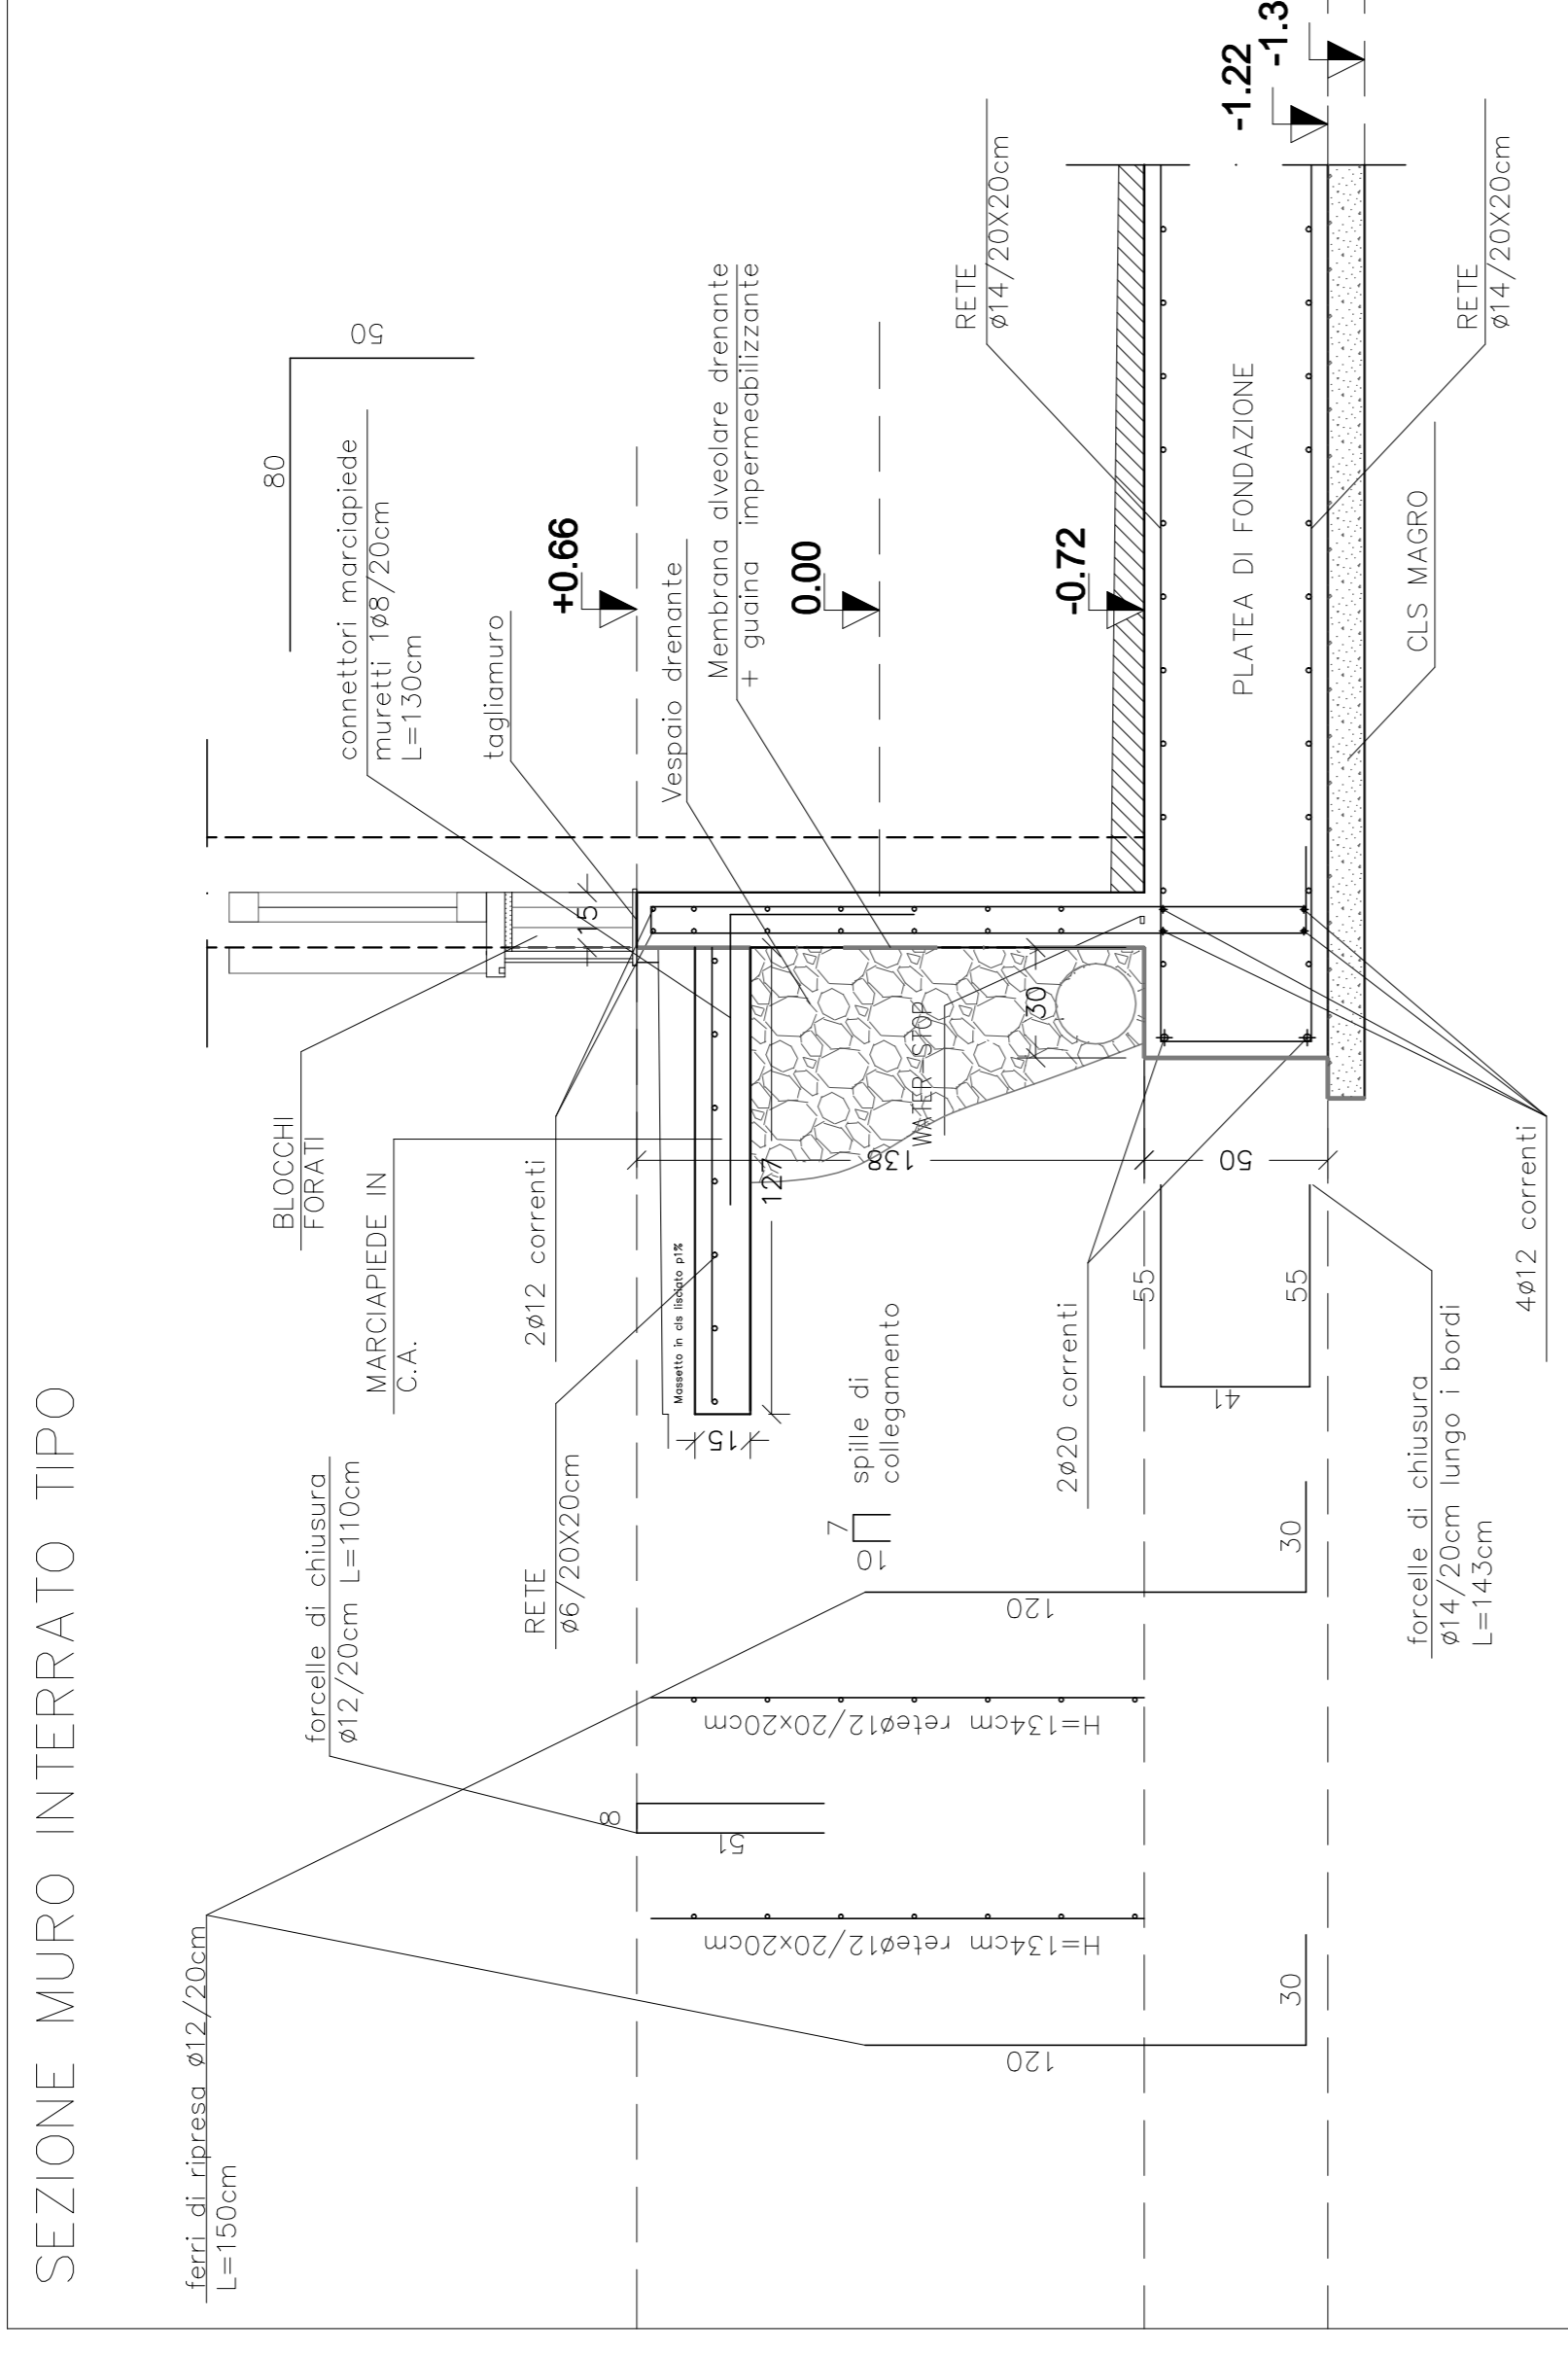 SEZIONE MURO INTERRATO TIPO
ferri di ripresa ø12/20cm
L=150cm
forcelle di chiusura
ø12/20cm L=110cm
BLOCCHI
FORATI
MARCIAPIEDE IN
C.A.
80
50
connettori marciapiede
muretti 1ø8/20cm
L=130cm
tagliamuro
2ø12 correnti
+0.66
15
8
51
RETE
ø6/20X20cm
Massetto in cls lisciato p1%
15
127
Vespaio drenante
Membrana alveolare drenante
+ guaina impermeabilizzante
0.00
H=134cm reteø12/20x20cm
H=134cm reteø12/20x20cm
7
10
spille di
collegamento
138
WATER STOP
30
-0.72
RETE
ø14/20X20cm
120
30
120
30
2ø20 correnti
55
41
55
50
PLATEA DI FONDAZIONE
-1.22
-1.3
CLS MAGRO
RETE
ø14/20X20cm
forcelle di chiusura
ø14/20cm lungo i bordi
L=143cm
4ø12 correnti